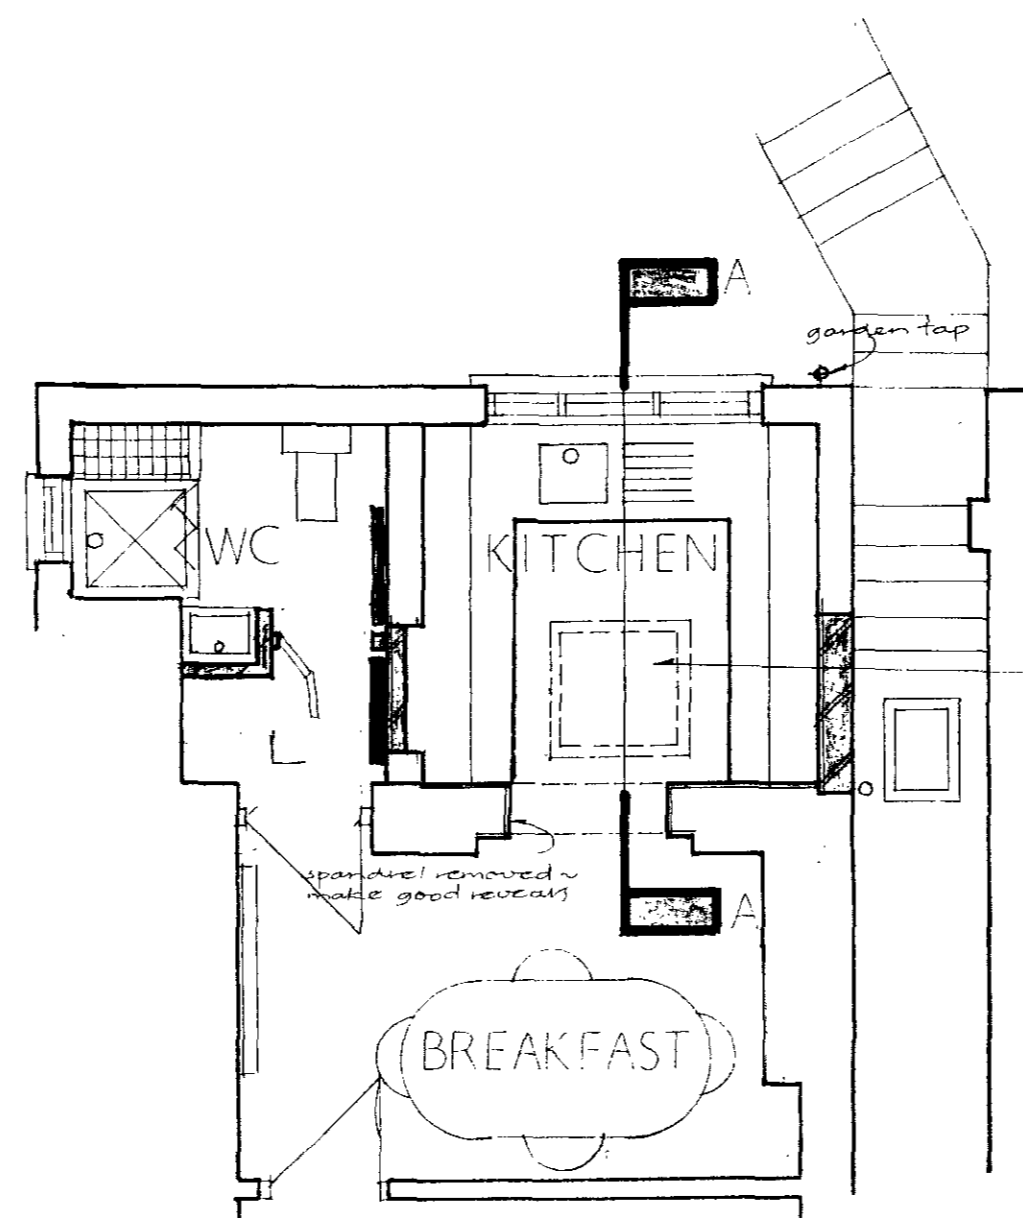 A
garden tap
WC
KITCHEN
spandrel removed ~
make good reveals
A
BREAKFAST